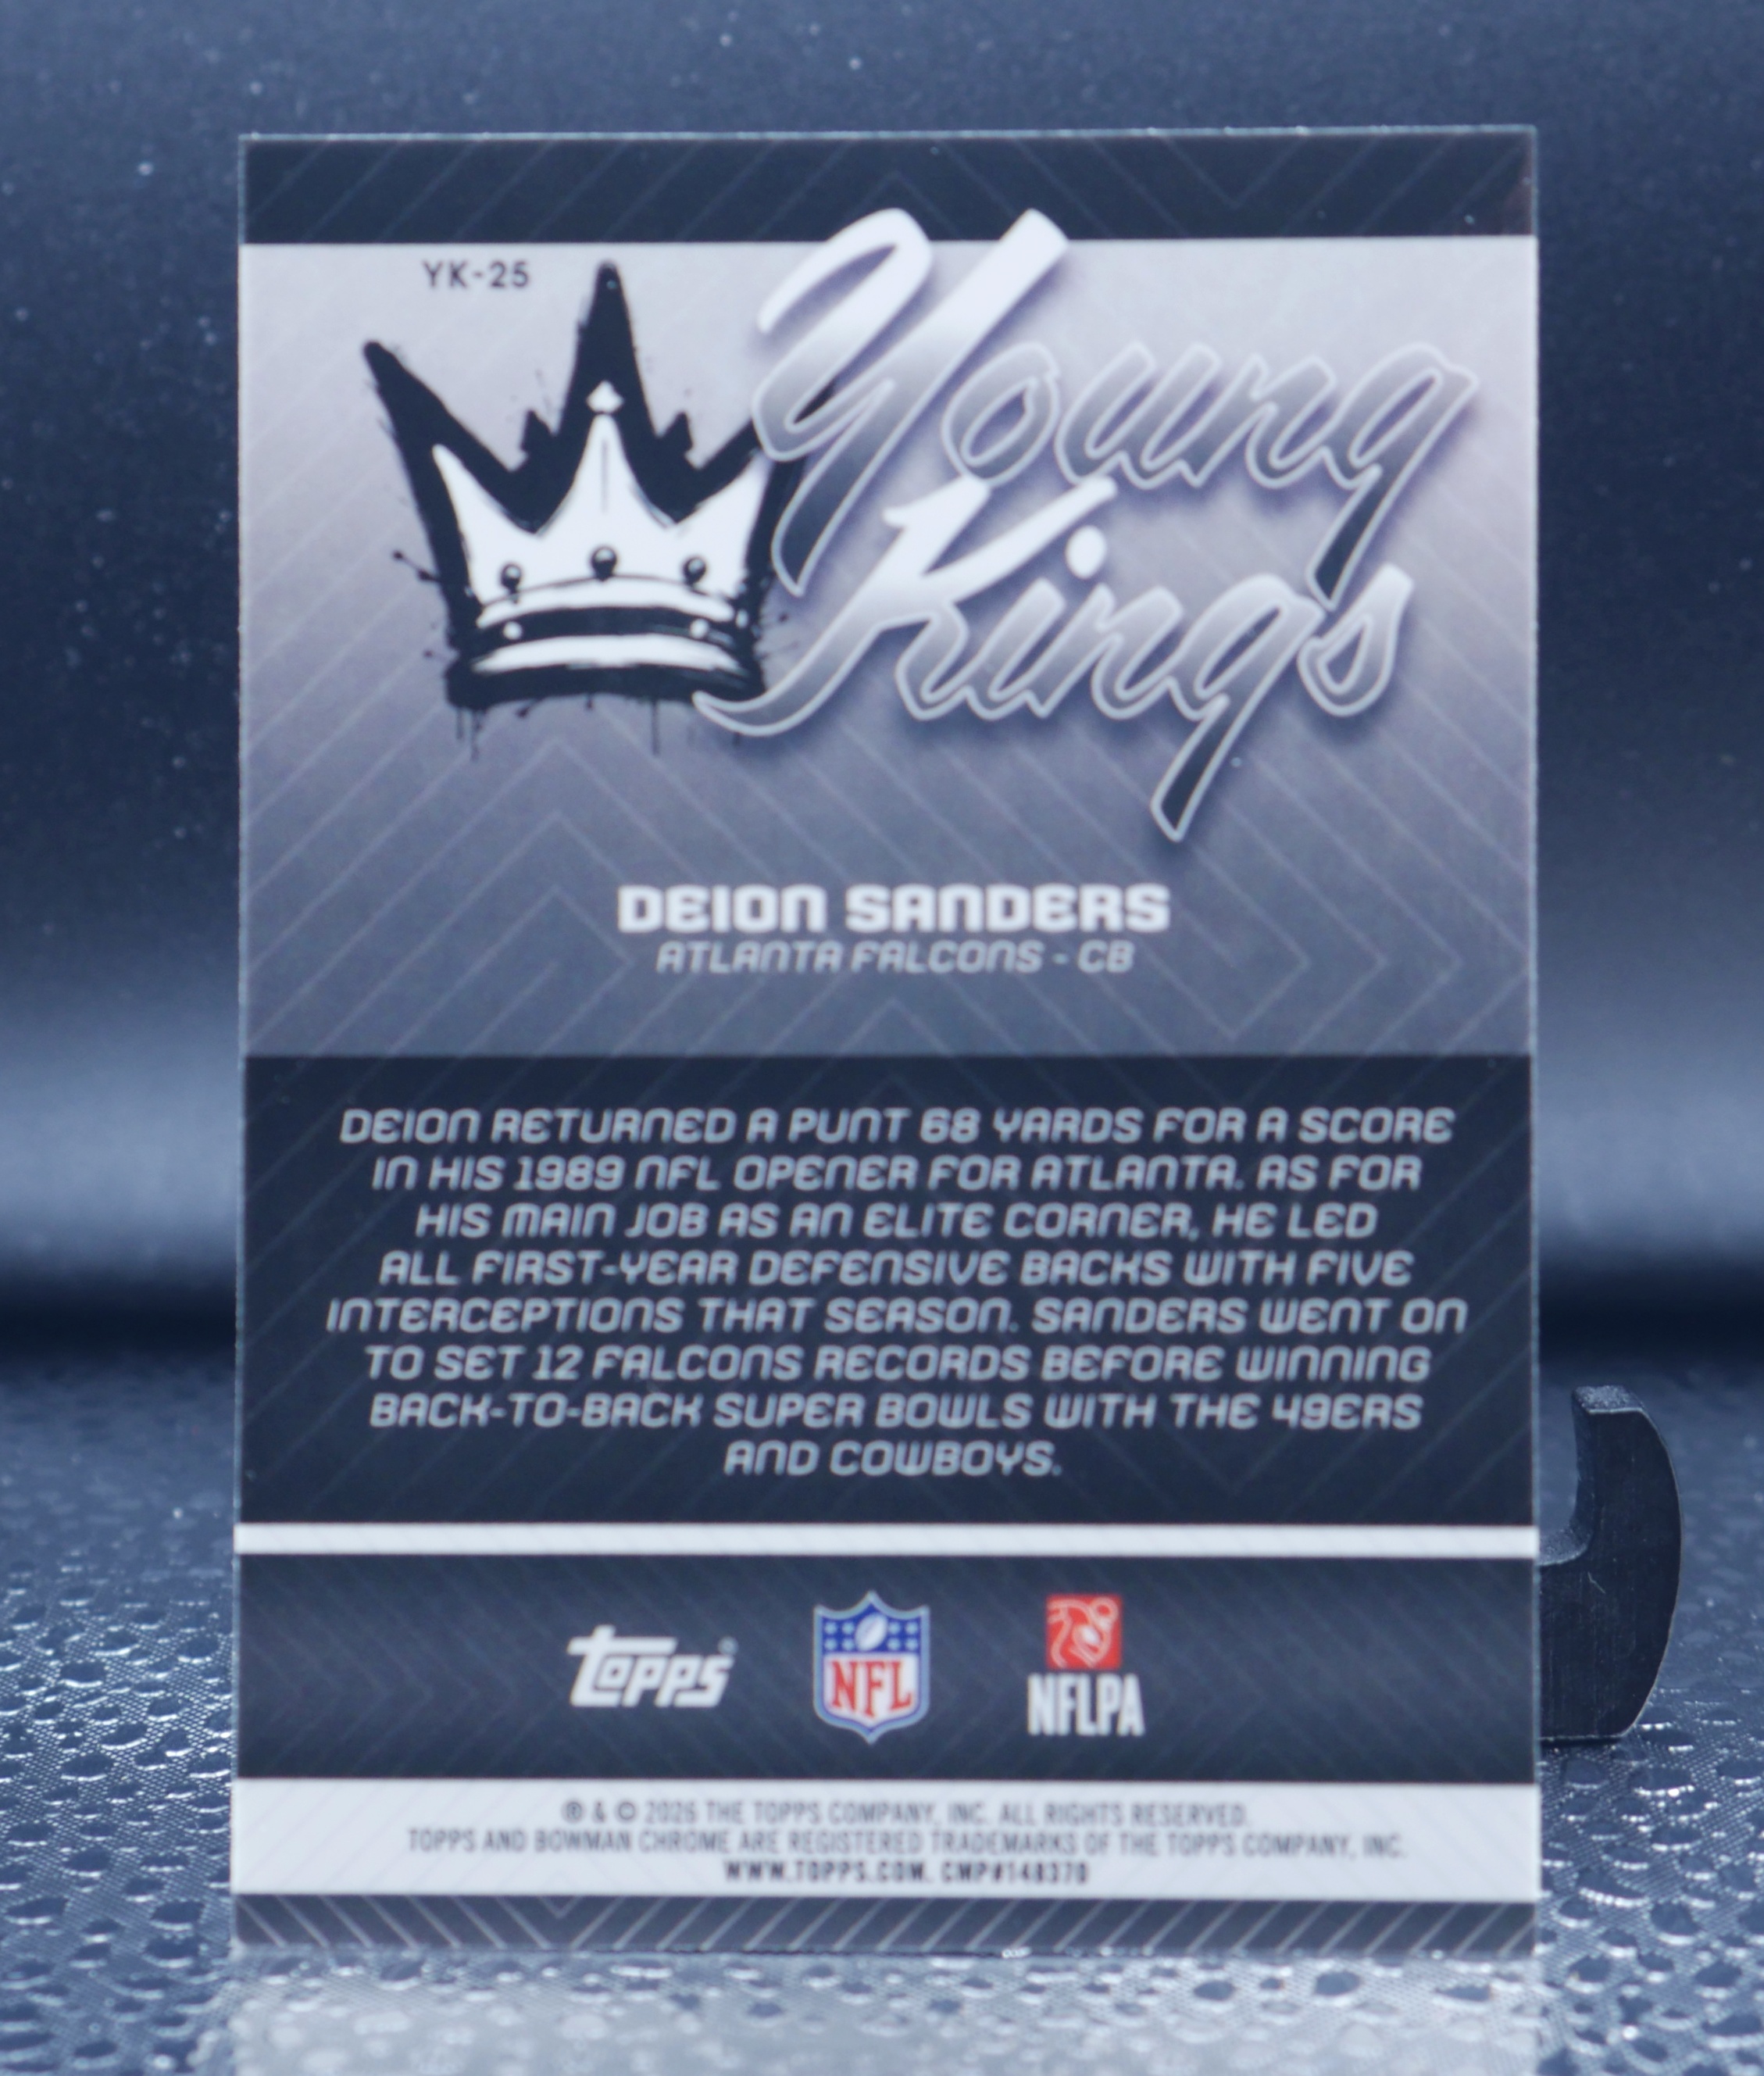 YK-25
Young
Kings
DEION SANDERS
ATLANTA FALCONS - CB
DEION RETURNED A PUNT 68 YARDS FOR A SCORE
IN HIS 1989 NFL OPENER FOR ATLANTA. AS FOR
HIS MAIN JOB AS AN ELITE CORNER, HE LED
ALL FIRST-YEAR DEFENSIVE BACKS WITH FIVE
INTERCEPTIONS THAT SEASON. SANDERS WENT ON
TO SET 12 FALCONS RECORDS BEFORE WINNING
BACK-TO-BACK SUPER BOWLS WITH THE 49ERS
AND COWBOYS.
Topps®
NFL
NFLPA
® & © 2026 THE TOPPS COMPANY, INC. ALL RIGHTS RESERVED.
TOPPS AND BOWMAN CHROME ARE REGISTERED TRADEMARKS OF THE TOPPS COMPANY, INC.
WWW.TOPPS.COM. CMP#148370